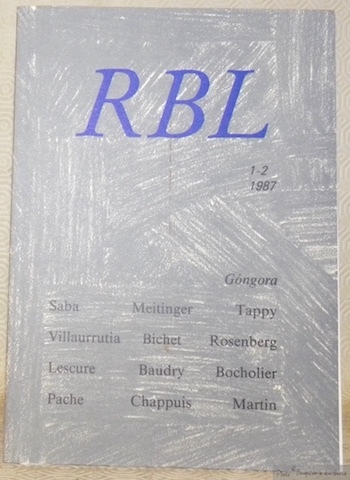 RBL
1-2
1987
Góngora
Saba Meitinger Tappy
Villaurrutia Bichet Rosenberg
Lescure Baudry Bocholier
Pache Chappuis Martin